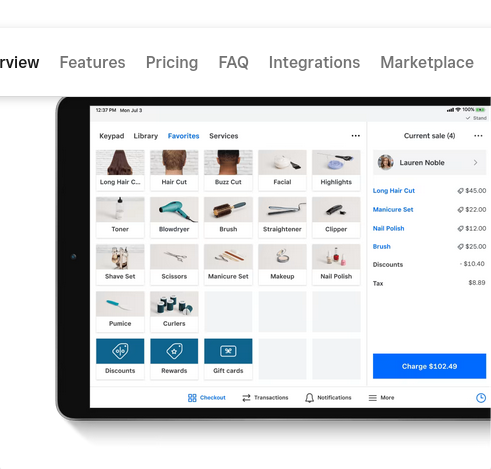 rview Features Pricing FAQ Integrations Marketplace
12:37 PM Mon Jul 3 100%
Stand
Keypad Library Favorites Services ••• Current sale (4) •••
Lauren Noble
Long Hair C... Hair Cut Buzz Cut Facial Highlights
Long Hair Cut $45.00
Manicure Set $22.00
Toner Blowdryer Brush Straightener Clipper
Nail Polish $12.00
Brush $25.00
Discounts - $10.40
Shave Set Scissors Manicure Set Makeup Nail Polish
Tax $8.89
Pumice Curlers
Discounts Rewards Gift cards
Charge $102.49
Checkout Transactions Notifications More